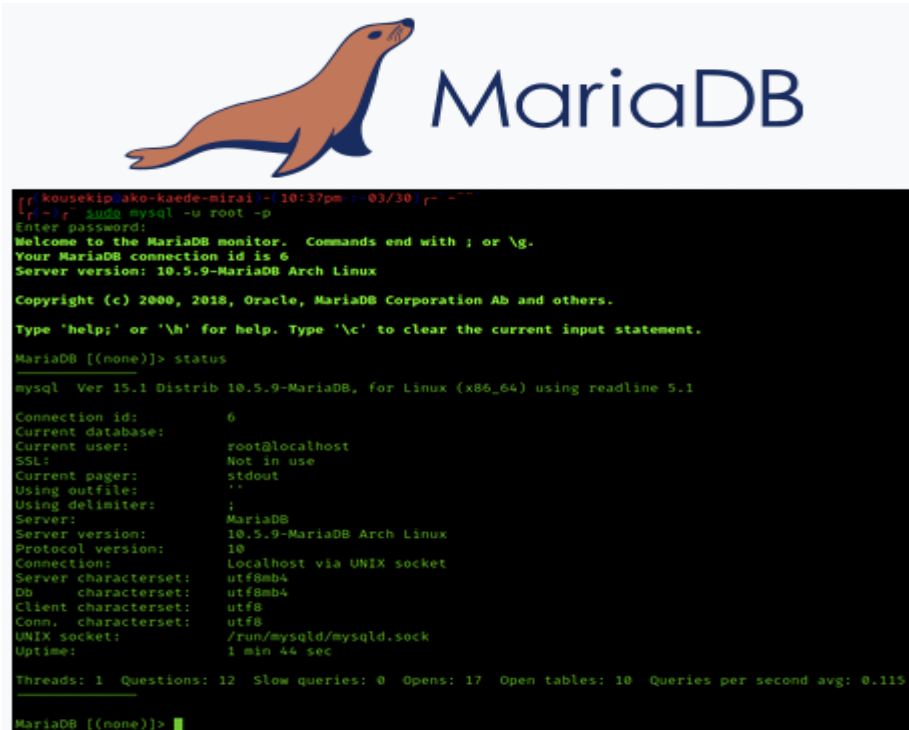 MariaDB
kousekip ako-kaede-mirai)-(10:37pm 03/30)
(~) sudo mysql -u root -p
Enter password:
Welcome to the MariaDB monitor.  Commands end with ; or \g.
Your MariaDB connection id is 6
Server version: 10.5.9-MariaDB Arch Linux
Copyright (c) 2000, 2018, Oracle, MariaDB Corporation Ab and others.
Type 'help;' or '\h' for help. Type '\c' to clear the current input statement.
MariaDB [(none)]> status
mysql  Ver 15.1 Distrib 10.5.9-MariaDB, for Linux (x86_64) using readline 5.1
Connection id: 6
Current database:
Current user: root@localhost
SSL: Not in use
Current pager: stdout
Using outfile: ''
Using delimiter: ;
Server: MariaDB
Server version: 10.5.9-MariaDB Arch Linux
Protocol version: 10
Connection: Localhost via UNIX socket
Server characterset: utf8mb4
Db     characterset: utf8mb4
Client characterset: utf8
Conn.  characterset: utf8
UNIX socket: /run/mysqld/mysqld.sock
Uptime: 1 min 44 sec
Threads: 1  Questions: 12  Slow queries: 0  Opens: 17  Open tables: 10  Queries per second avg: 0.115
MariaDB [(none)]>